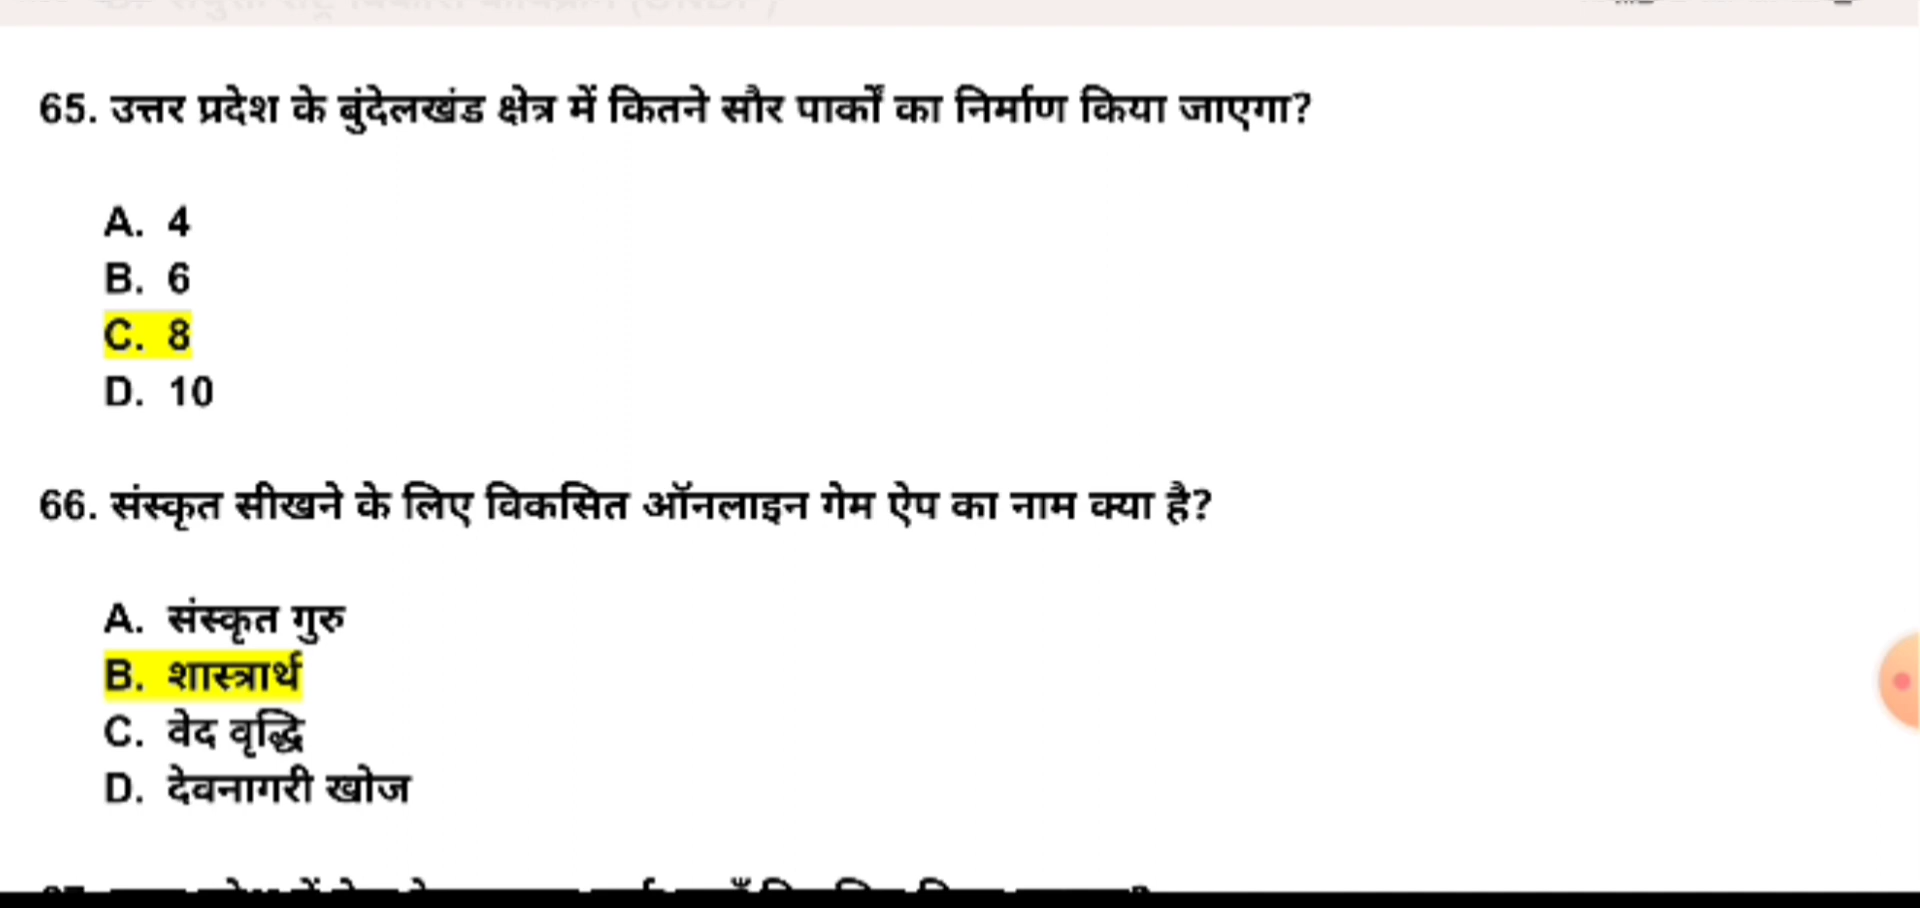 65. उत्तर प्रदेश के बुंदेलखंड क्षेत्र में कितने सौर पार्कों का निर्माण किया जाएगा?
A. 4
B. 6
C. 8
D. 10
66. संस्कृत सीखने के लिए विकसित ऑनलाइन गेम ऐप का नाम क्या है?
A. संस्कृत गुरु
B. शास्त्रार्थ
C. वेद वृद्धि
D. देवनागरी खोज